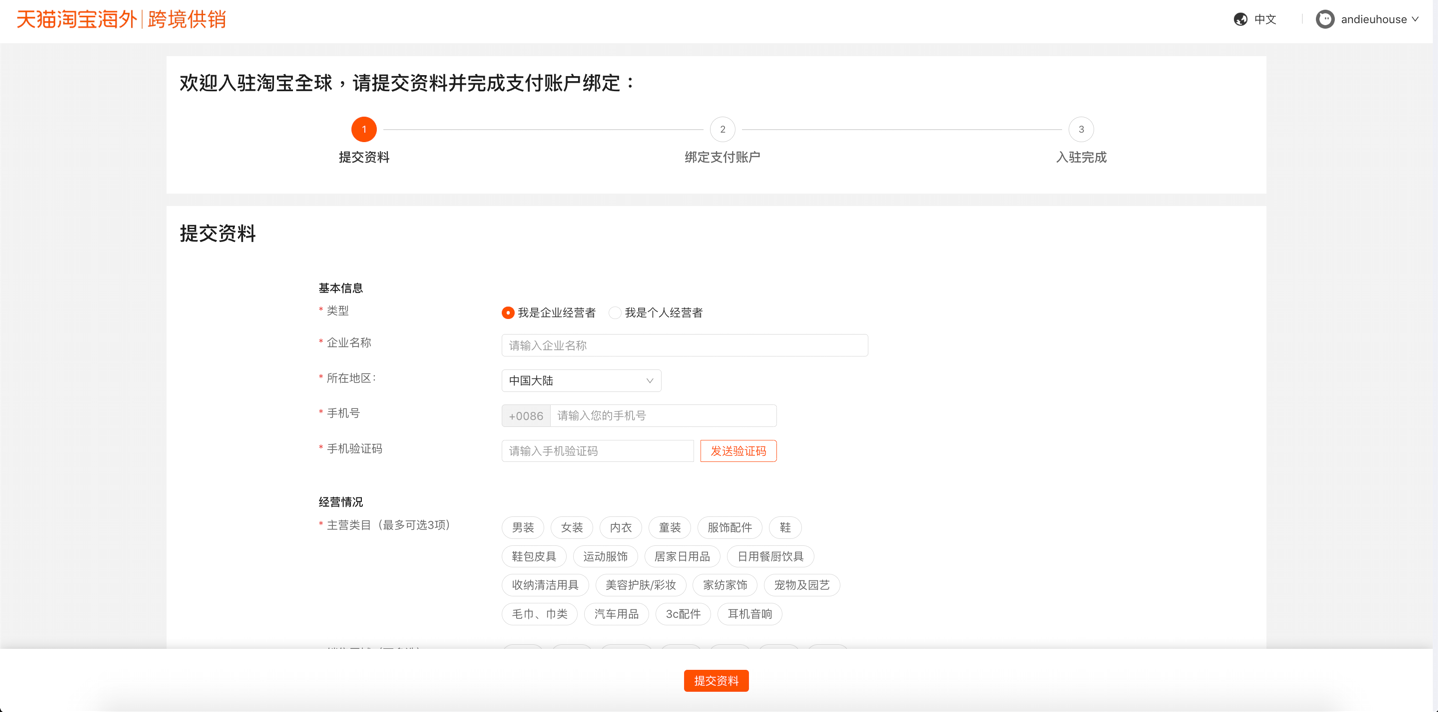 天猫淘宝海外|跨境供销
中文
andieuhouse
欢迎入驻淘宝全球，请提交资料并完成支付账户绑定：
1
2
3
提交资料
绑定支付账户
入驻完成
提交资料
基本信息
* 类型
我是企业经营者
我是个人经营者
* 企业名称
请输入企业名称
* 所在地区:
中国大陆
* 手机号
+0086
请输入您的手机号
* 手机验证码
请输入手机验证码
发送验证码
经营情况
* 主营类目（最多可选3项）
男装 女装 内衣 童装 服饰配件 鞋
鞋包皮具 运动服饰 居家日用品 日用餐厨饮具
收纳清洁用具 美容护肤/彩妆 家纺家饰 宠物及园艺
毛巾、巾类 汽车用品 3c配件 耳机音响
提交资料